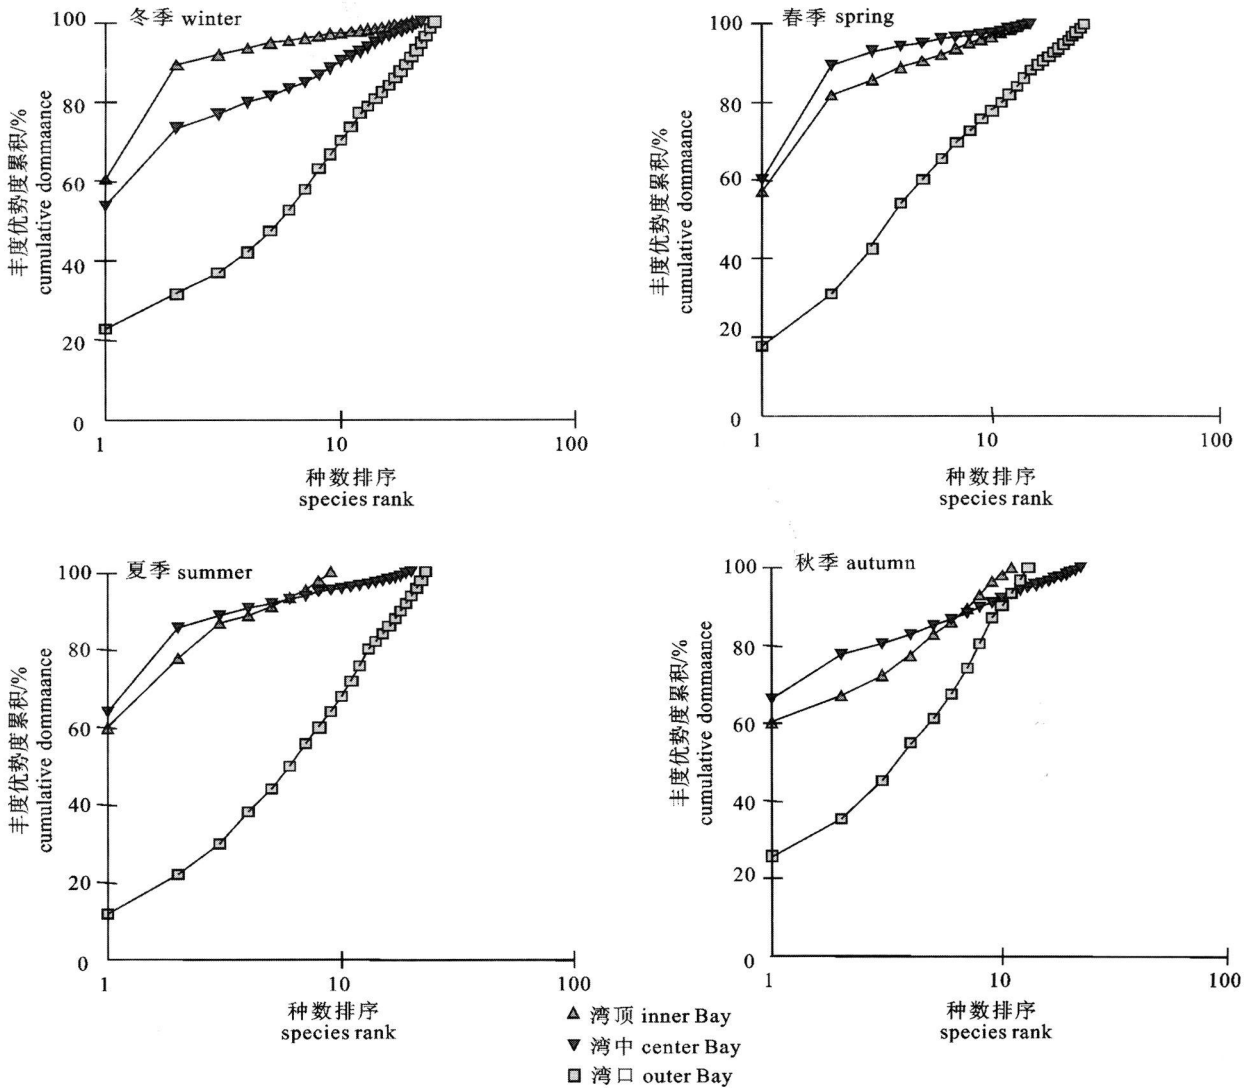 冬季 winter
100
80
60
40
20
0
1
10
100
丰度优势度累积/%
cumulative dommaance
种数排序
species rank
春季 spring
100
80
60
40
20
0
1
10
100
丰度优势度累积/%
cumulative dommaance
种数排序
species rank
夏季 summer
100
80
60
40
20
0
1
10
100
丰度优势度累积/%
cumulative dommaance
种数排序
species rank
秋季 autumn
100
80
60
40
20
0
1
10
100
丰度优势度累积/%
cumulative dommaance
种数排序
species rank
湾顶 inner Bay
湾中 center Bay
湾口 outer Bay